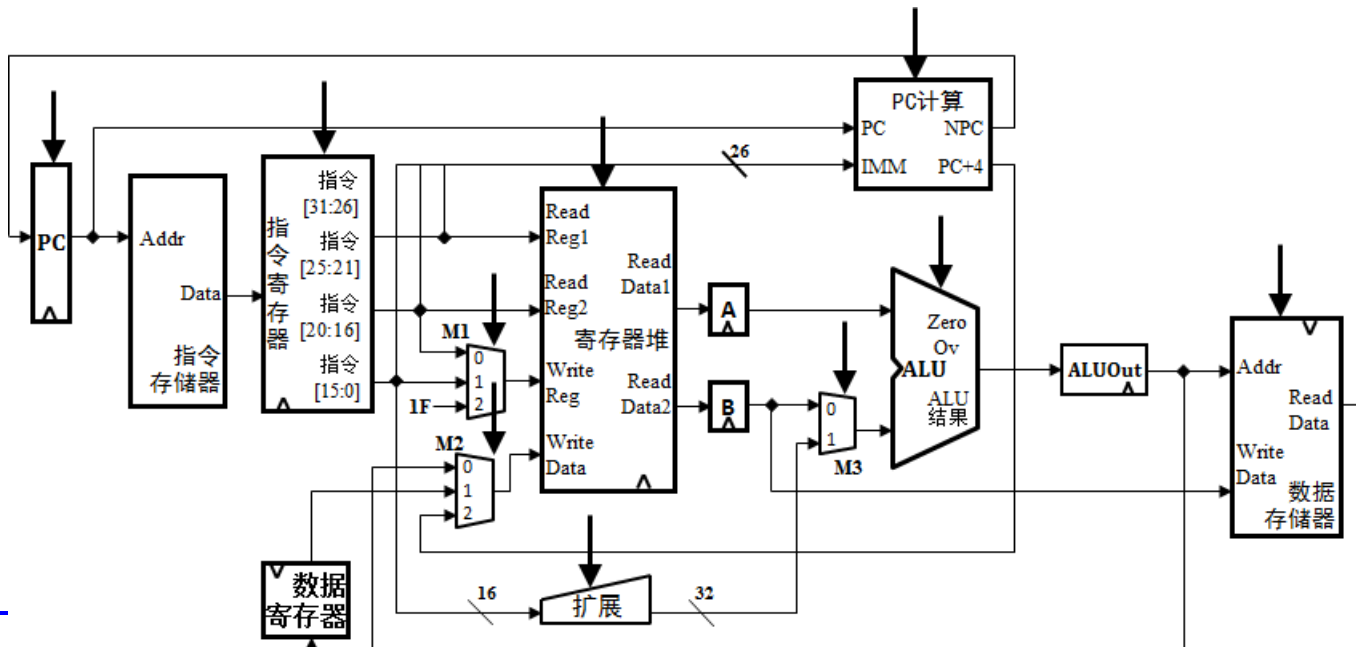 PC计算
PC
NPC
IMM
PC+4
26
PC
Addr
Data
指令
存储器
指令寄存器
指令
[31:26]
指令
[25:21]
指令
[20:16]
指令
[15:0]
M1
0
1
2
1F
M2
0
1
2
Read
Reg1
Read
Reg2
Write
Reg
Write
Data
Read
Data1
寄存器堆
Read
Data2
A
B
0
1
M3
Zero
Ov
ALU
ALU
结果
ALUOut
Addr
Read
Data
Write
Data
数据
存储器
数据
寄存器
16
扩展
32